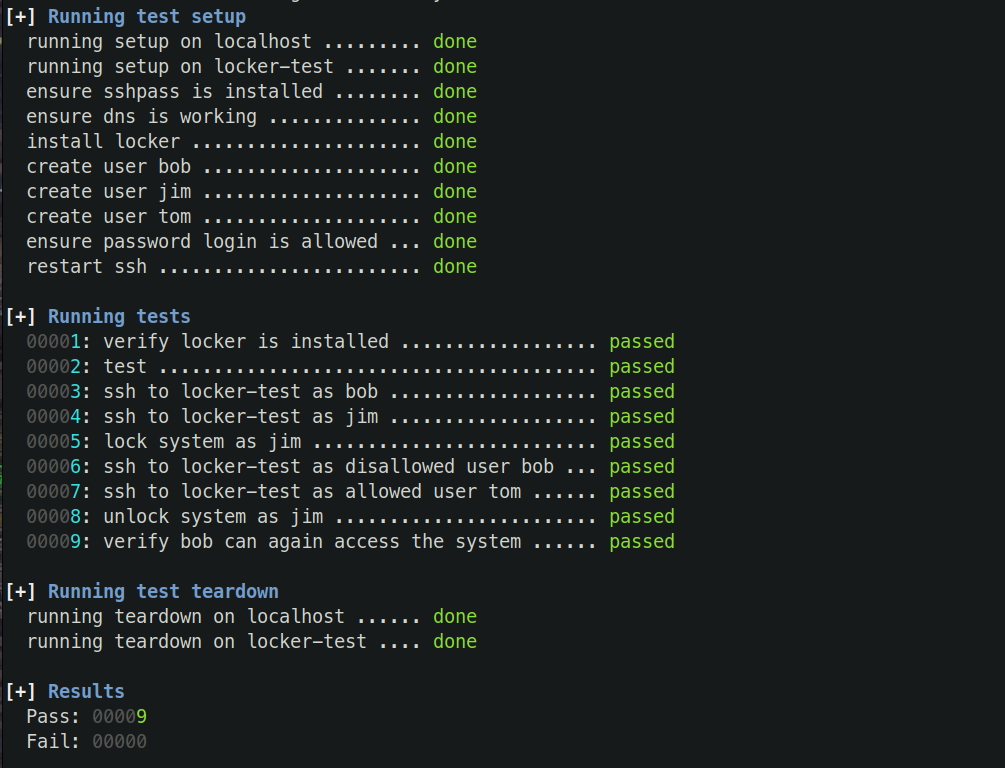 [+] Running test setup
running setup on localhost ......... done
running setup on locker-test ....... done
ensure sshpass is installed ........ done
ensure dns is working .............. done
install locker ..................... done
create user bob .................... done
create user jim .................... done
create user tom .................... done
ensure password login is allowed ... done
restart ssh ........................ done
[+] Running tests
00001: verify locker is installed .................. passed
00002: test ........................................ passed
00003: ssh to locker-test as bob ................... passed
00004: ssh to locker-test as jim ................... passed
00005: lock system as jim .......................... passed
00006: ssh to locker-test as disallowed user bob ... passed
00007: ssh to locker-test as allowed user tom ...... passed
00008: unlock system as jim ........................ passed
00009: verify bob can again access the system ...... passed
[+] Running test teardown
running teardown on localhost ...... done
running teardown on locker-test .... done
[+] Results
Pass: 00009
Fail: 00000